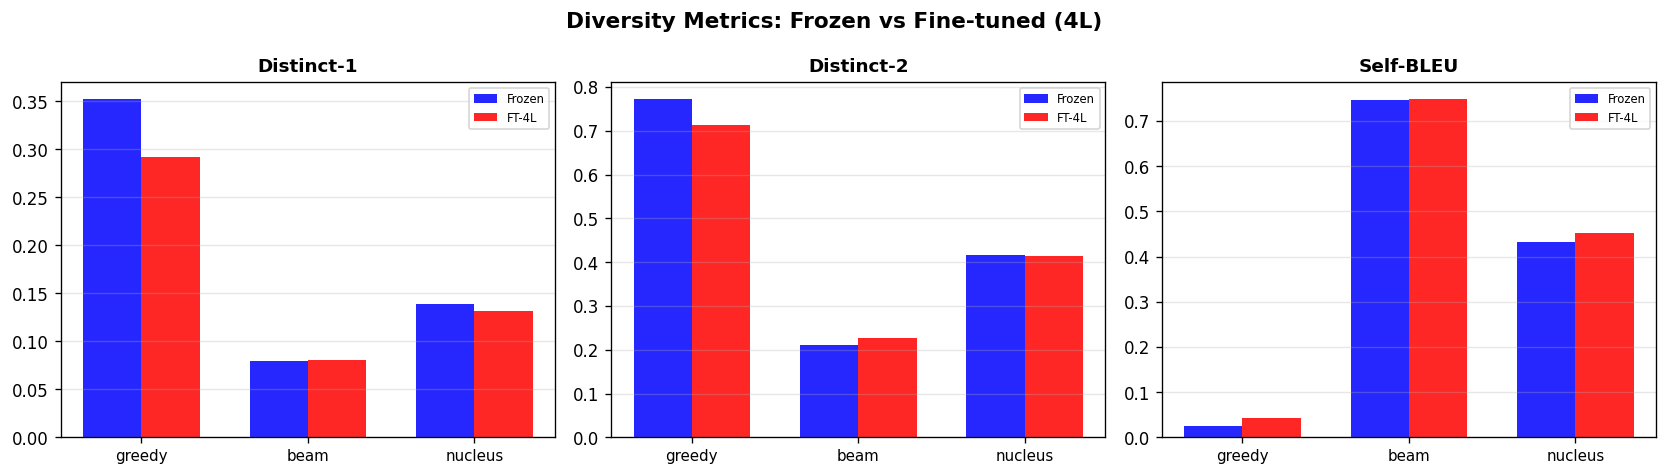 Diversity Metrics: Frozen vs Fine-tuned (4L)
Distinct-1
0.35
0.30
0.25
0.20
0.15
0.10
0.05
0.00
greedy beam nucleus
Frozen
FT-4L
Distinct-2
0.8
0.7
0.6
0.5
0.4
0.3
0.2
0.1
0.0
greedy beam nucleus
Frozen
FT-4L
Self-BLEU
0.7
0.6
0.5
0.4
0.3
0.2
0.1
0.0
greedy beam nucleus
Frozen
FT-4L